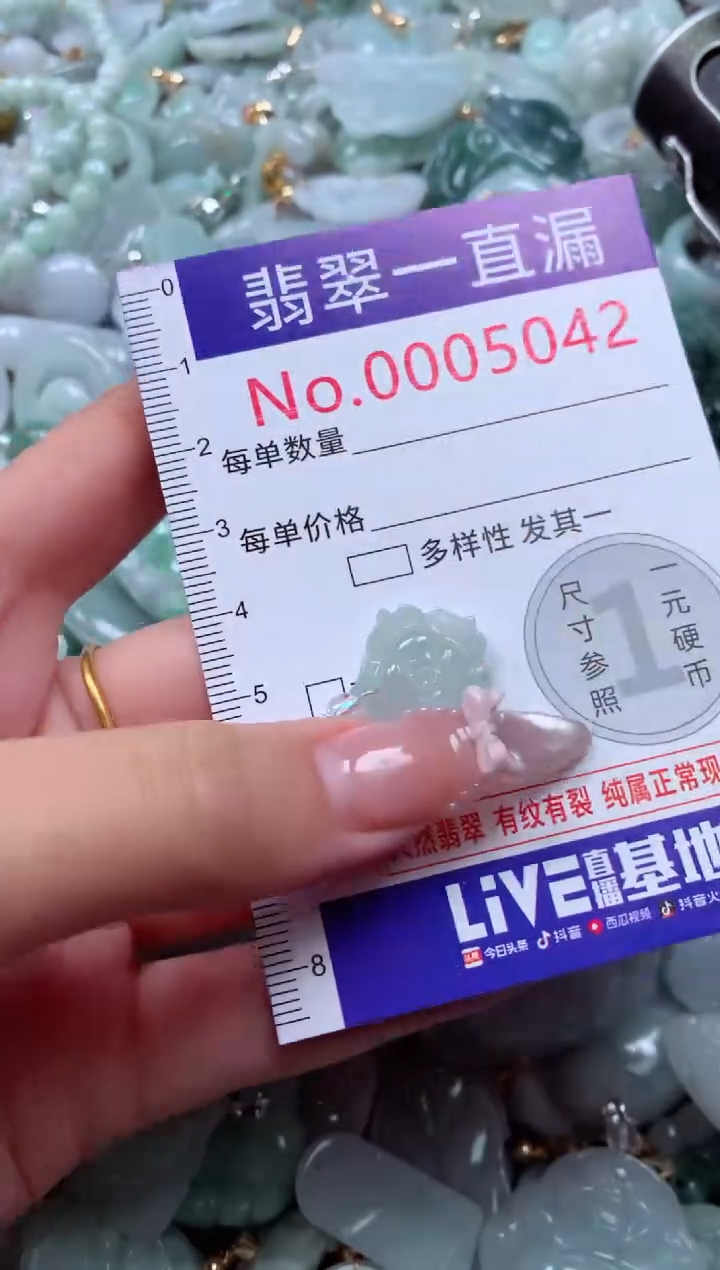 翡翠一直漏
0
No.0005042
1
2
每单数量
3
每单价格
多样性 发其一
4
尺寸参照
1
一元硬币
5
然翡翠 有纹有裂 纯属正常现
LiVE直播基地
今日头条 抖音 西瓜视频 抖音火
8